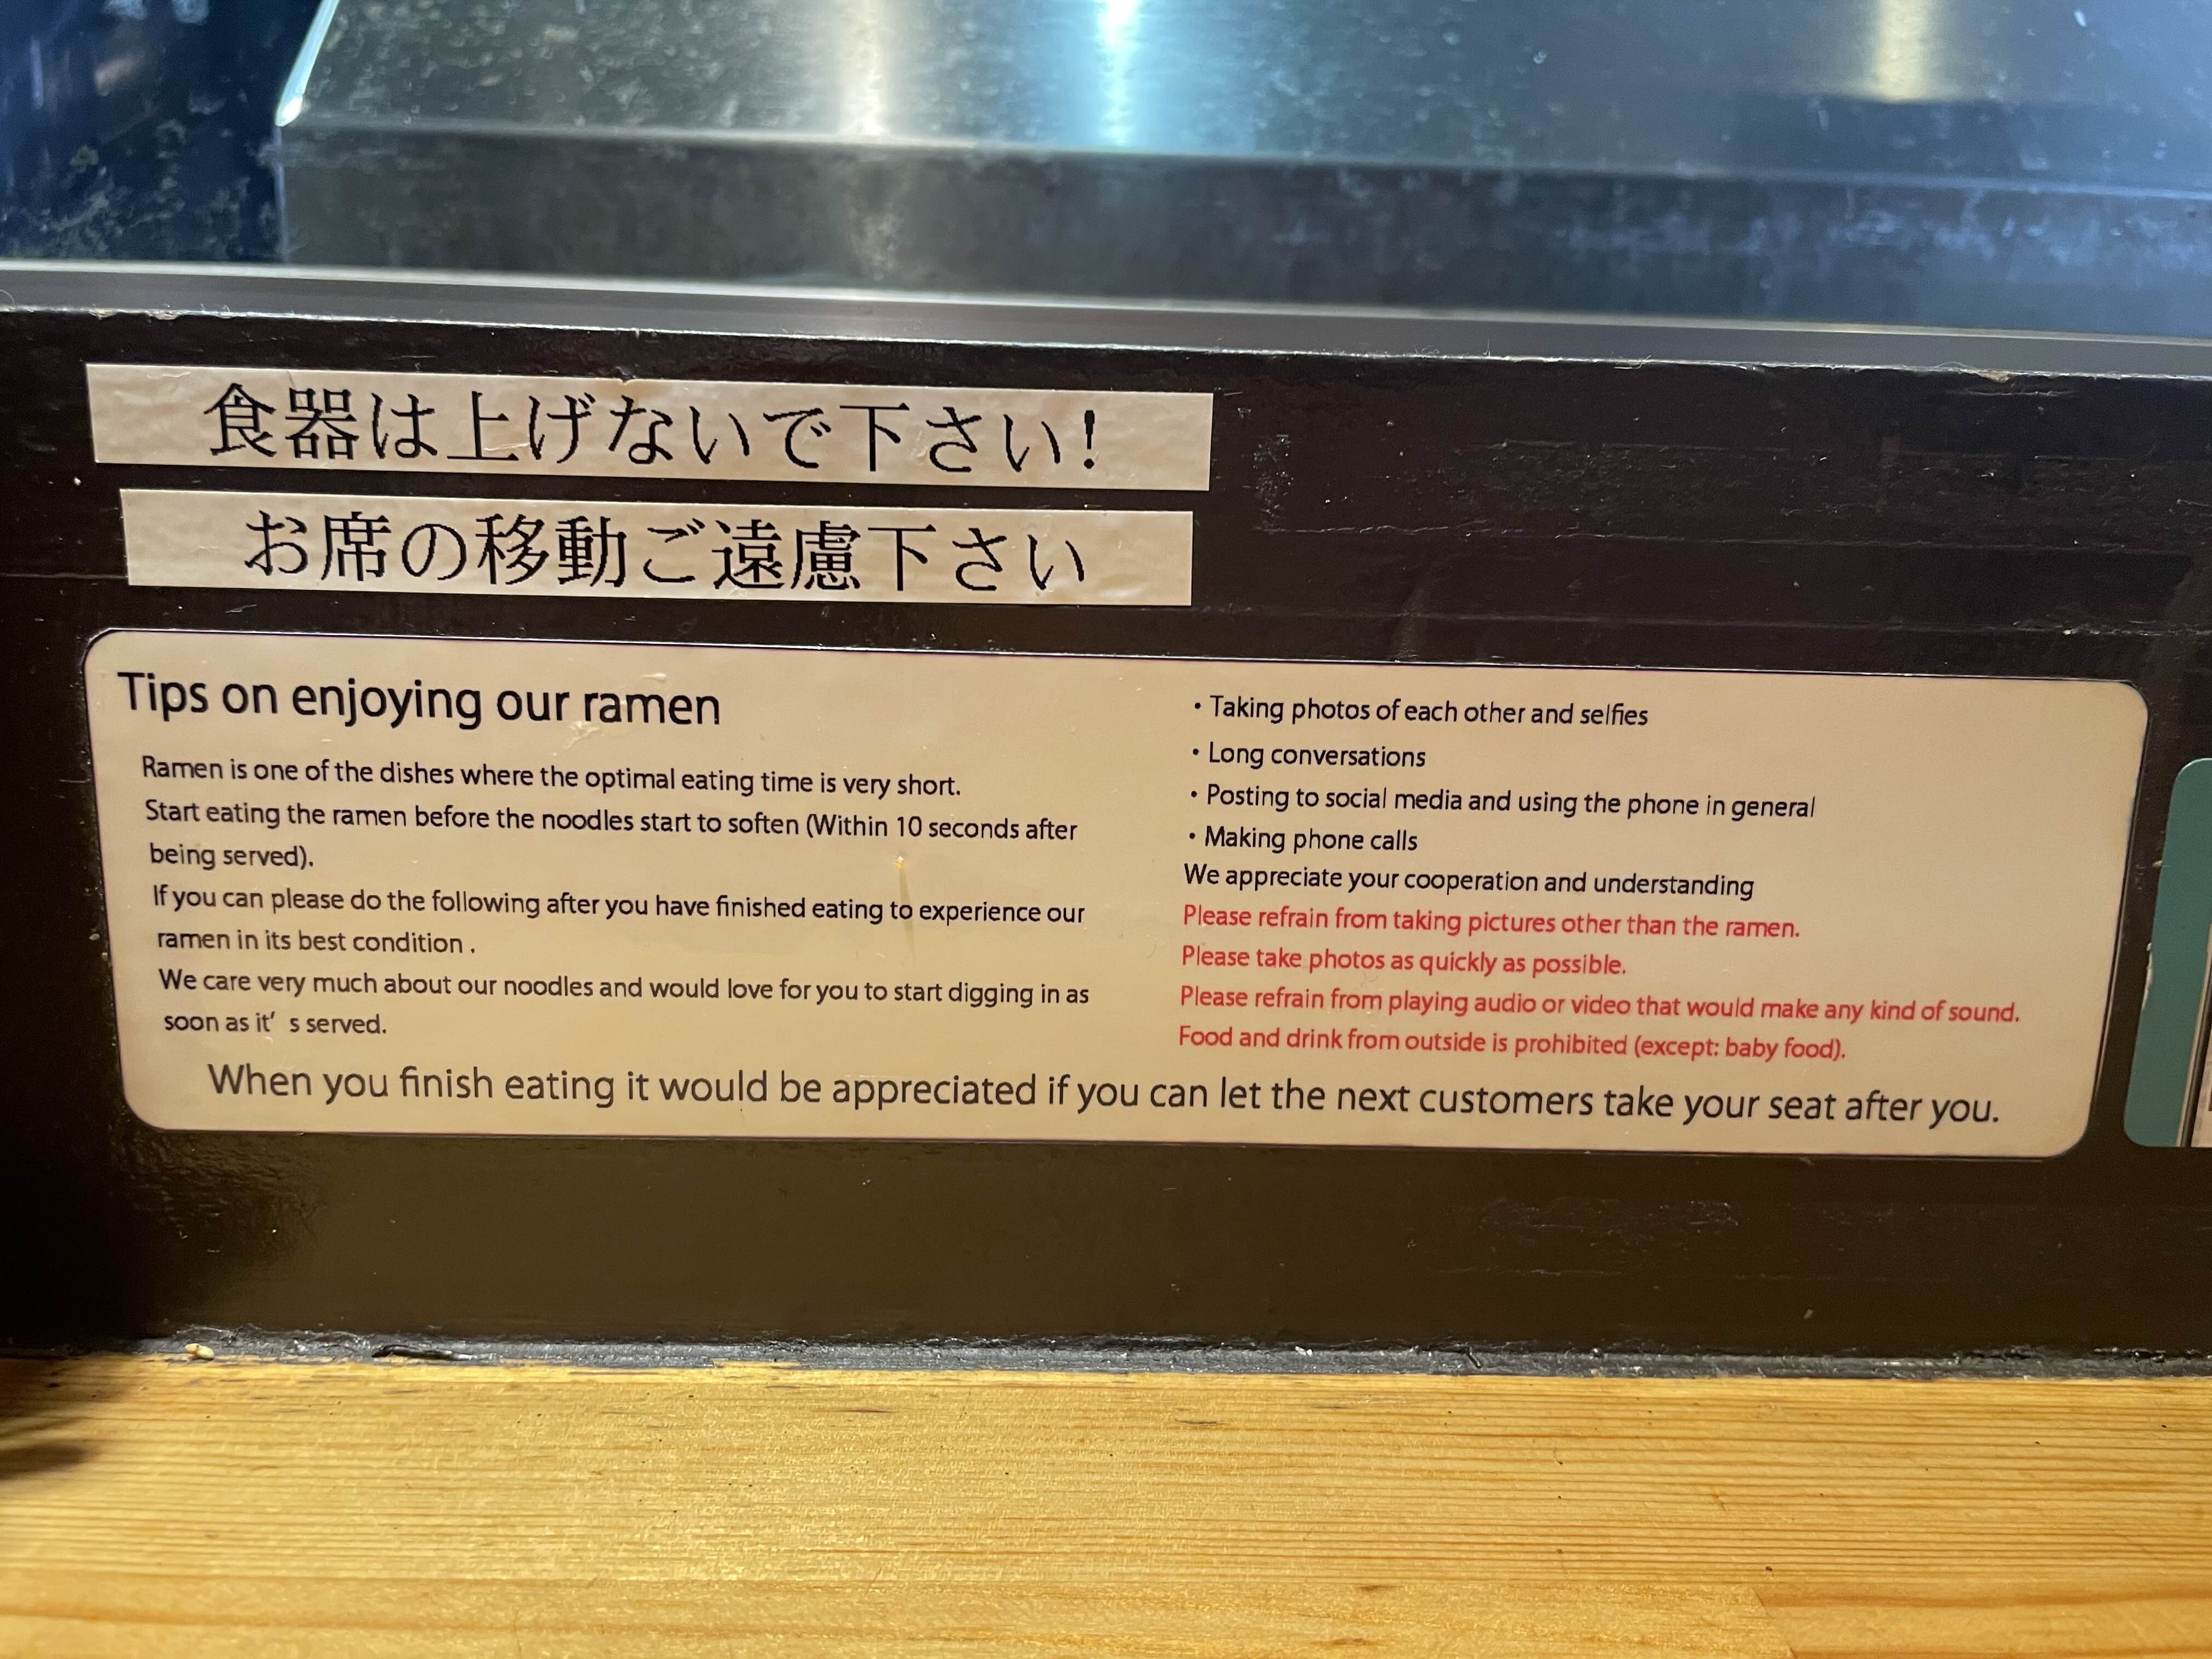 食器は上げないで下さい!
お席の移動ご遠慮下さい
Tips on enjoying our ramen
Ramen is one of the dishes where the optimal eating time is very short.
Start eating the ramen before the noodles start to soften (Within 10 seconds after
being served).
If you can please do the following after you have finished eating to experience our
ramen in its best condition .
We care very much about our noodles and would love for you to start digging in as
soon as it’ s served.
・Taking photos of each other and selfies
・Long conversations
・Posting to social media and using the phone in general
・Making phone calls
We appreciate your cooperation and understanding
Please refrain from taking pictures other than the ramen.
Please take photos as quickly as possible.
Please refrain from playing audio or video that would make any kind of sound.
Food and drink from outside is prohibited (except: baby food).
When you finish eating it would be appreciated if you can let the next customers take your seat after you.